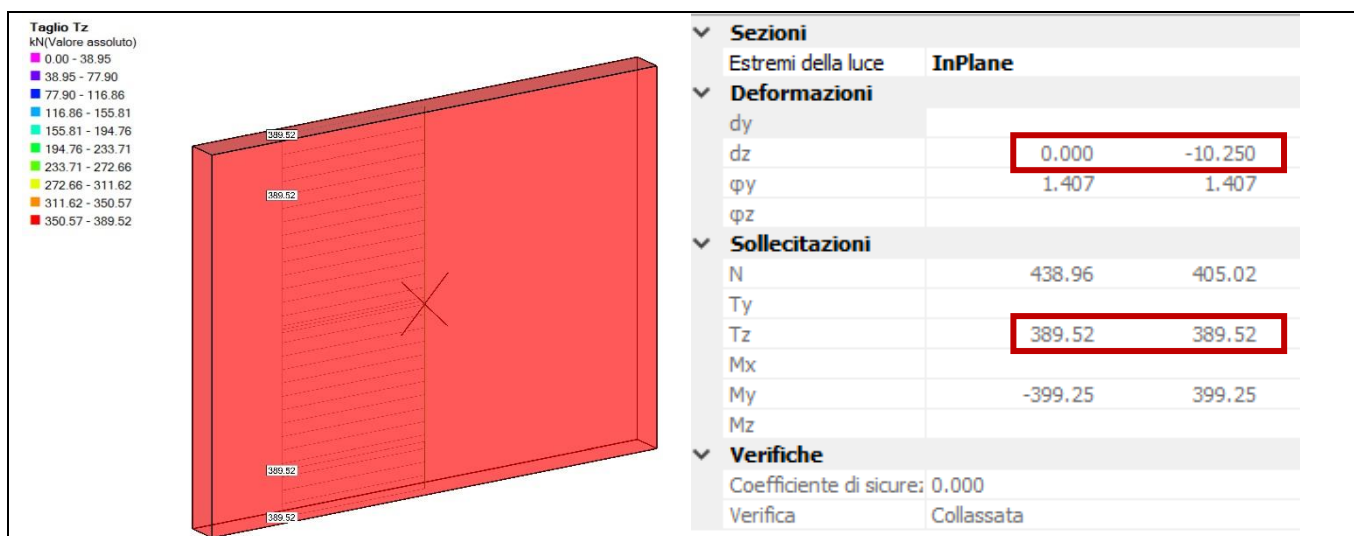 Taglio Tz
kN(Valore assoluto)
0.00 - 38.95
38.95 - 77.90
77.90 - 116.86
116.86 - 155.81
155.81 - 194.76
194.76 - 233.71
233.71 - 272.66
272.66 - 311.62
311.62 - 350.57
350.57 - 389.52
389.52
389.52
389.52
389.52
Sezioni
Estremi della luce InPlane
Deformazioni
dy
dz 0.000 -10.250
φy 1.407 1.407
φz
Sollecitazioni
N 438.96 405.02
Ty
Tz 389.52 389.52
Mx
My -399.25 399.25
Mz
Verifiche
Coefficiente di sicurez 0.000
Verifica Collassata